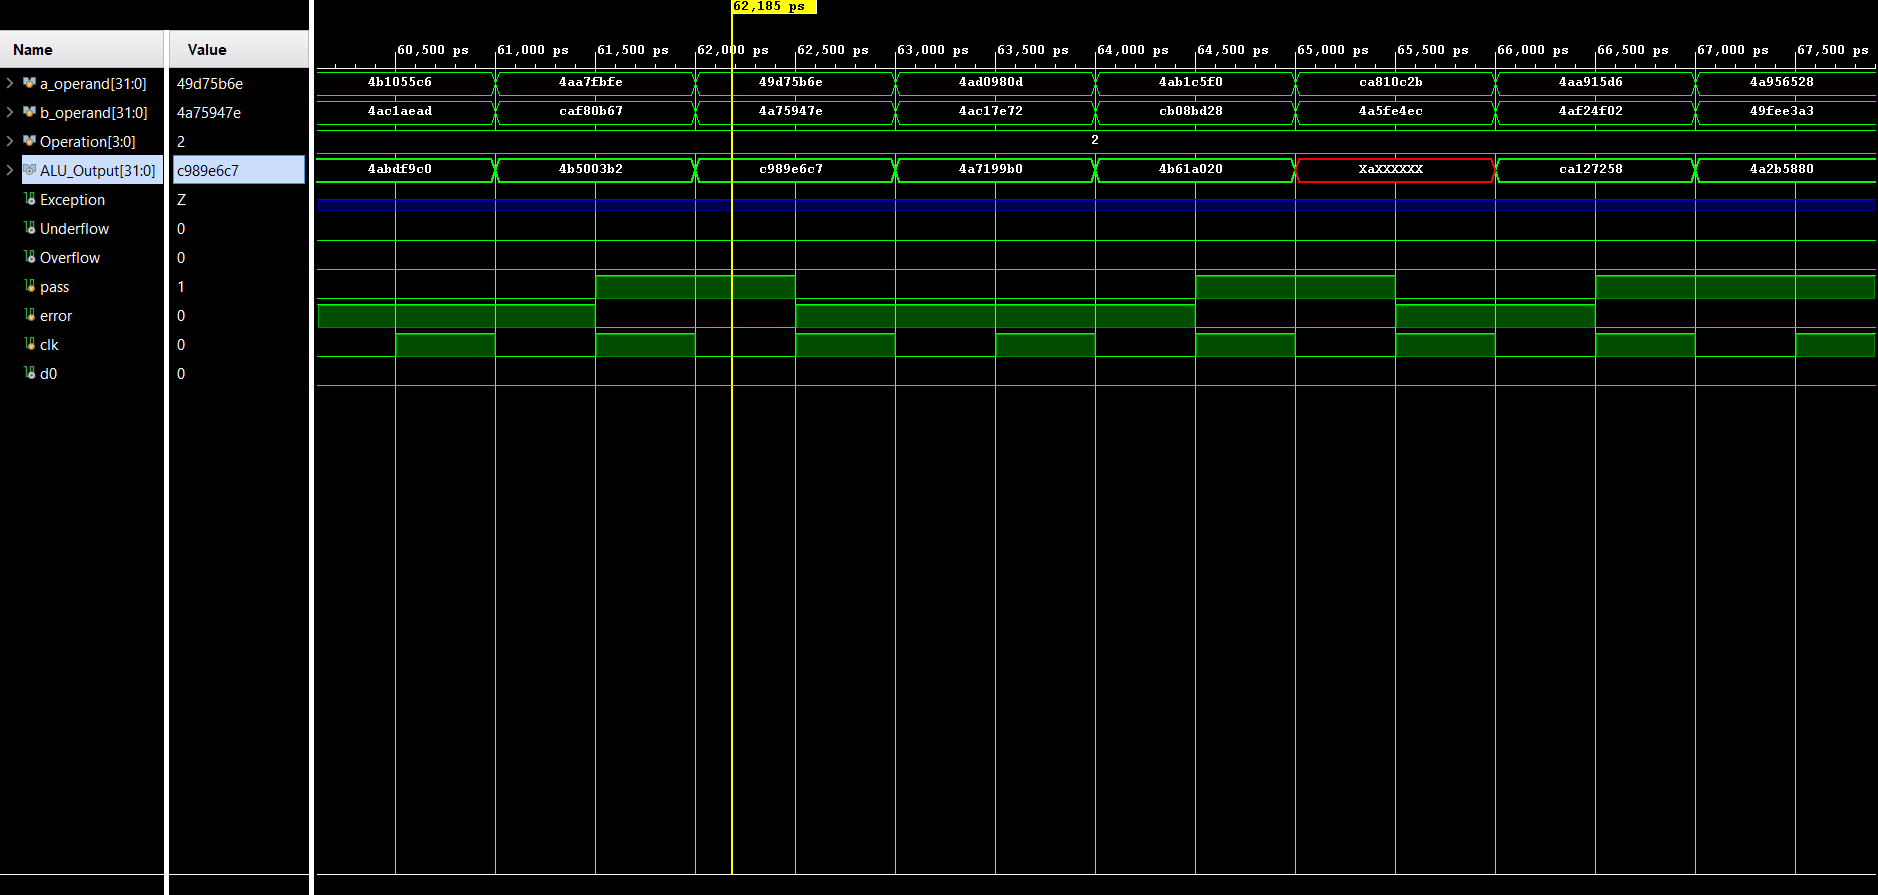 62,185 ps
Name Value
60,500 ps 61,000 ps 61,500 ps 62,000 ps 62,500 ps 63,000 ps 63,500 ps 64,000 ps 64,500 ps 65,000 ps 65,500 ps 66,000 ps 66,500 ps 67,000 ps 67,500 ps
a_operand[31:0] 49d75b6e 4b1055c6 4aa7fbfe 49d75b6e 4ad0980d 4ab1c5f0 ca810c2b 4aa915d6 4a956528
b_operand[31:0] 4a75947e 4ac1aead caf80b67 4a75947e 4ac17e72 cb08bd28 4a5fe4ec 4af24f02 49fee3a3
Operation[3:0] 2 2
ALU_Output[31:0] c989e6c7 4abdf9c0 4b5003b2 c989e6c7 4a7199b0 4b61a020 XaXXXXXX ca127258 4a2b5880
Exception Z
Underflow 0
Overflow 0
pass 1
error 0
clk 0
d0 0